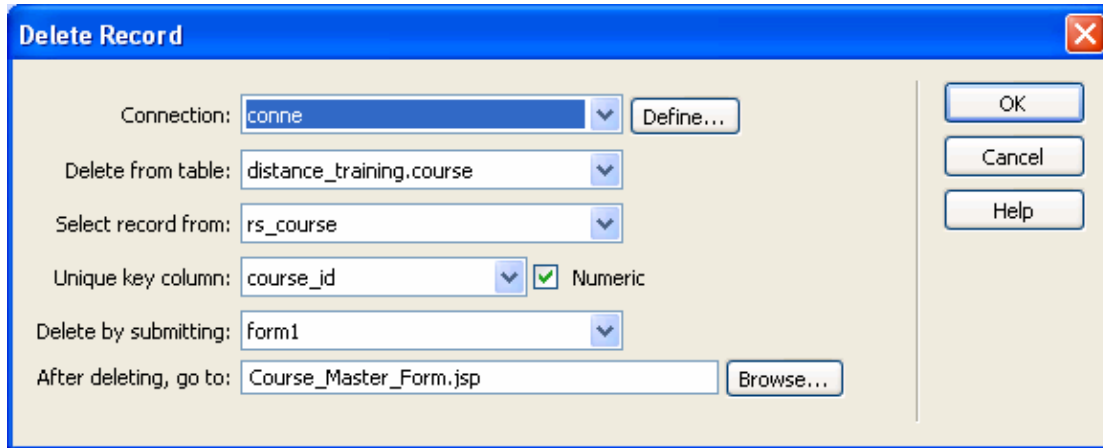 Delete Record
Connection: conne Define...
Delete from table: distance_training.course
Select record from: rs_course
Unique key column: course_id Numeric
Delete by submitting: form1
After deleting, go to: Course_Master_Form.jsp Browse...
OK
Cancel
Help